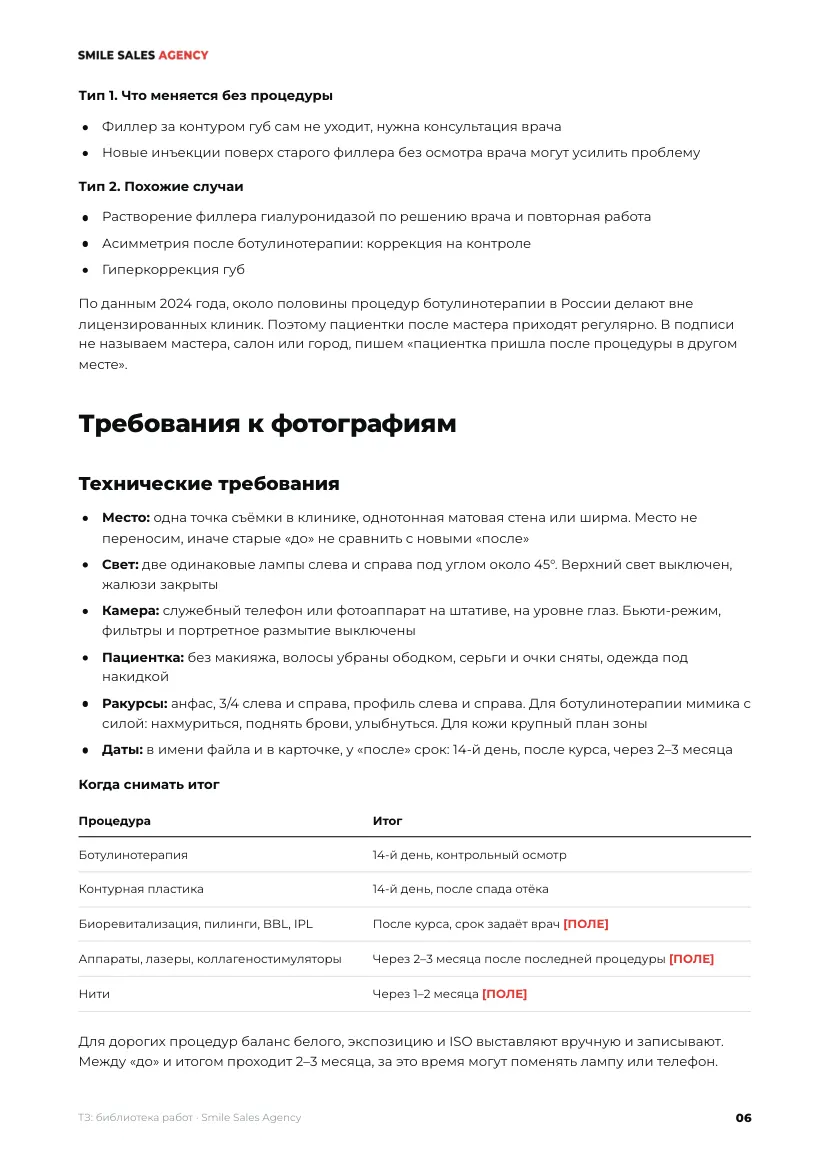 SMILE SALES AGENCY
Тип 1. Что меняется без процедуры
• Филлер за контуром губ сам не уходит, нужна консультация врача
• Новые инъекции поверх старого филлера без осмотра врача могут усилить проблему
Тип 2. Похожие случаи
• Растворение филлера гиалуронидазой по решению врача и повторная работа
• Асимметрия после ботулинотерапии: коррекция на контроле
• Гиперкоррекция губ
По данным 2024 года, около половины процедур ботулинотерапии в России делают вне
лицензированных клиник. Поэтому пациентки после мастера приходят регулярно. В подписи
не называем мастера, салон или город, пишем «пациентка пришла после процедуры в другом
месте».
Требования к фотографиям
Технические требования
• Место: одна точка съёмки в клинике, однотонная матовая стена или ширма. Место не
переносим, иначе старые «до» не сравнить с новыми «после»
• Свет: две одинаковые лампы слева и справа под углом около 45°. Верхний свет выключен,
жалюзи закрыты
• Камера: служебный телефон или фотоаппарат на штативе, на уровне глаз. Бьюти-режим,
фильтры и портретное размытие выключены
• Пациентка: без макияжа, волосы убраны ободком, серьги и очки сняты, одежда под
накидкой
• Ракурсы: анфас, 3/4 слева и справа, профиль слева и справа. Для ботулинотерапии мимика с
силой: нахмуриться, поднять брови, улыбнуться. Для кожи крупный план зоны
• Даты: в имени файла и в карточке, у «после» срок: 14-й день, после курса, через 2–3 месяца
Когда снимать итог
Процедура Итог
Ботулинотерапия 14-й день, контрольный осмотр
Контурная пластика 14-й день, после спада отёка
Биоревитализация, пилинги, BBL, IPL После курса, срок задаёт врач [ПОЛЕ]
Аппараты, лазеры, коллагеностимуляторы Через 2–3 месяца после последней процедуры [ПОЛЕ]
Нити Через 1–2 месяца [ПОЛЕ]
Для дорогих процедур баланс белого, экспозицию и ISO выставляют вручную и записывают.
Между «до» и итогом проходит 2–3 месяца, за это время могут поменять лампу или телефон.
ТЗ: библиотека работ · Smile Sales Agency 06